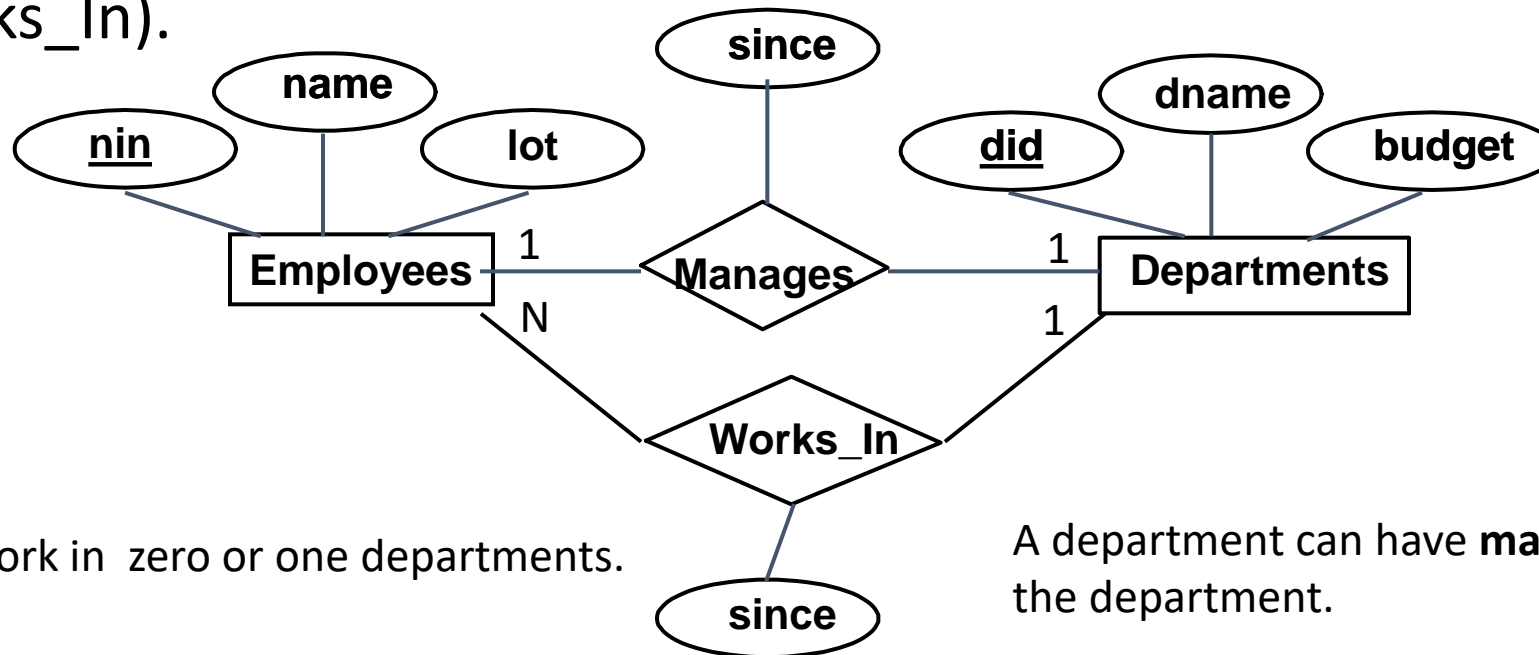 ks_In).
since
name
dname
nin
lot
did
budget
1
1
Employees
Manages
Departments
N
1
Works_In
ork in zero or one departments.
A department can have ma
the department.
since